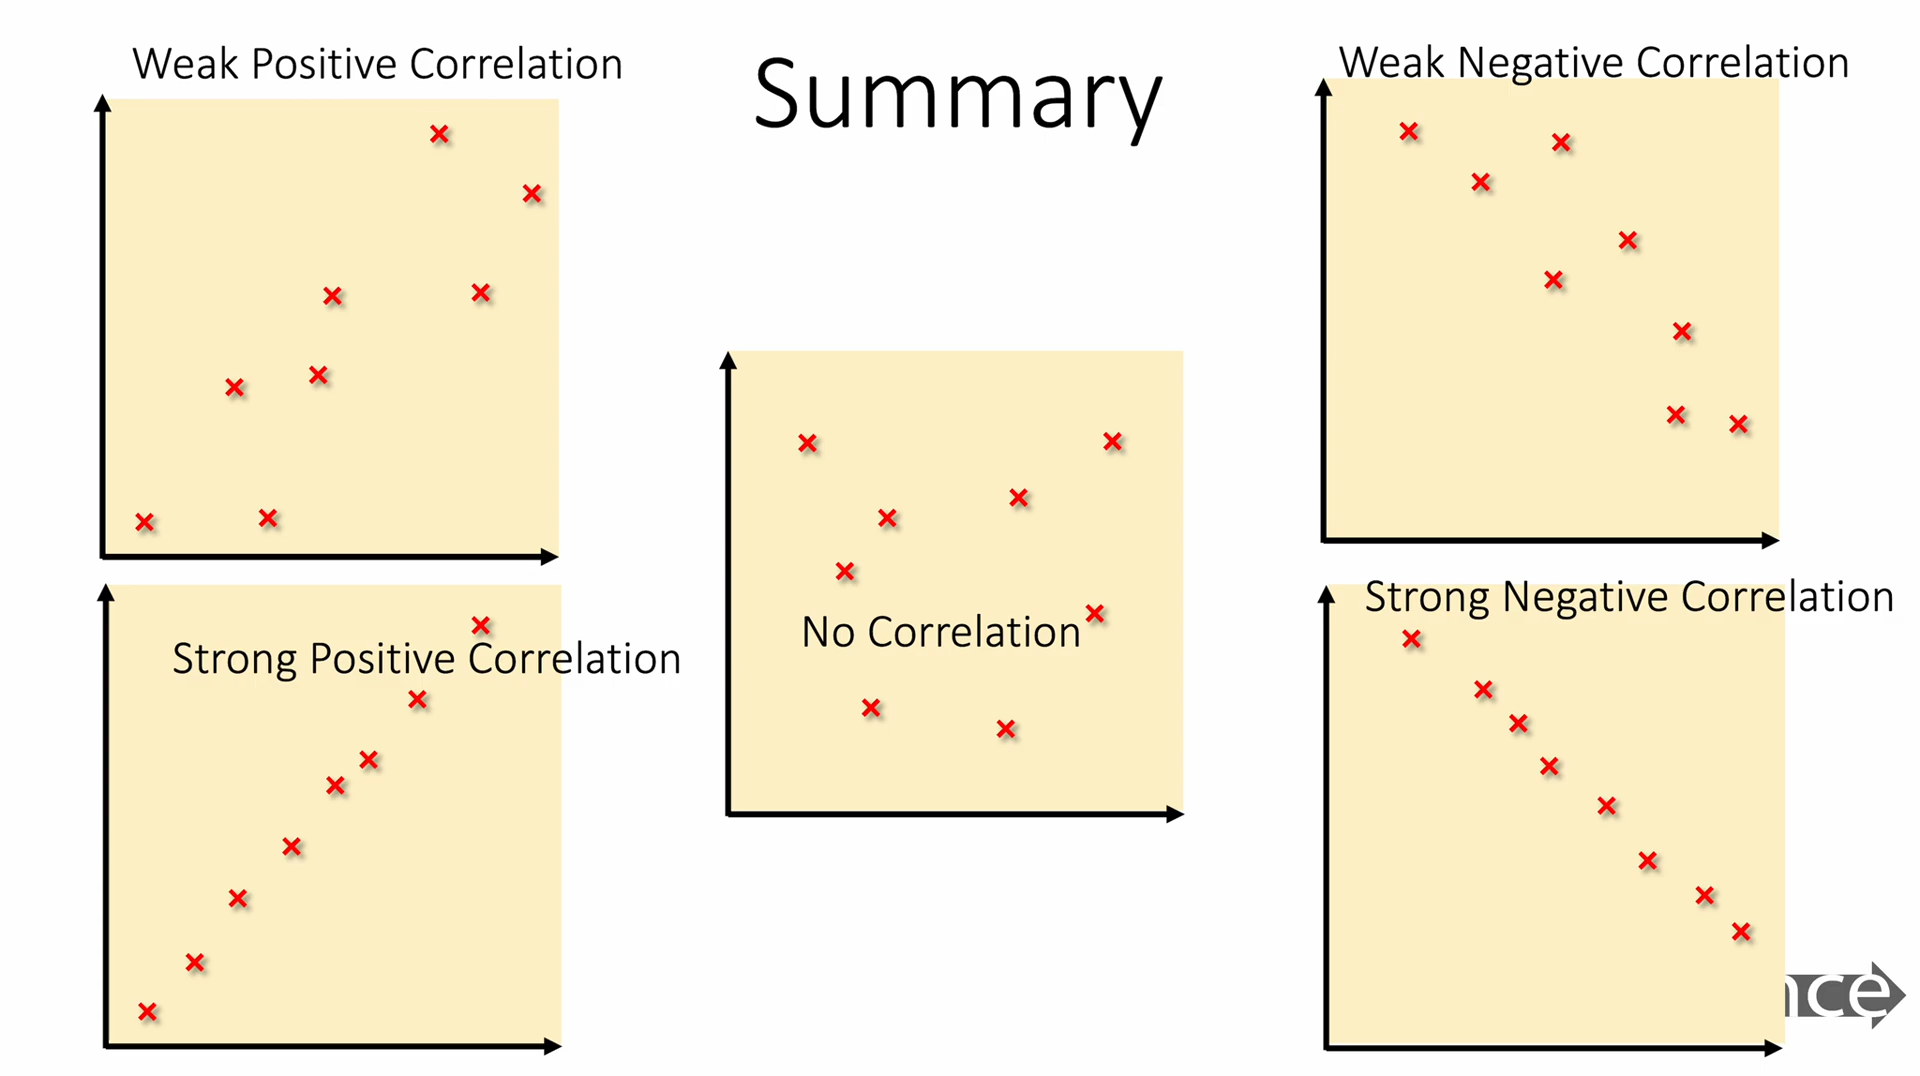 Weak Positive Correlation
Summary
Weak Negative Correlation
Strong Positive Correlation
No Correlation
Strong Negative Correlation